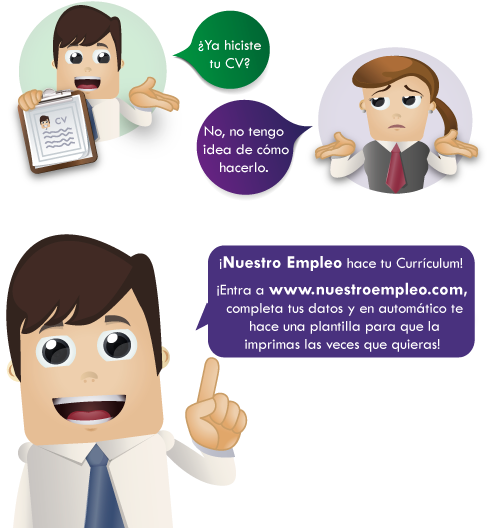 ¿Ya hiciste
tu CV?
CV
No, no tengo
idea de cómo
hacerlo.
¡Nuestro Empleo hace tu Currículum!
¡Entra a www.nuestroempleo.com,
completa tus datos y en automático te
hace una plantilla para que la
imprimas las veces que quieras!